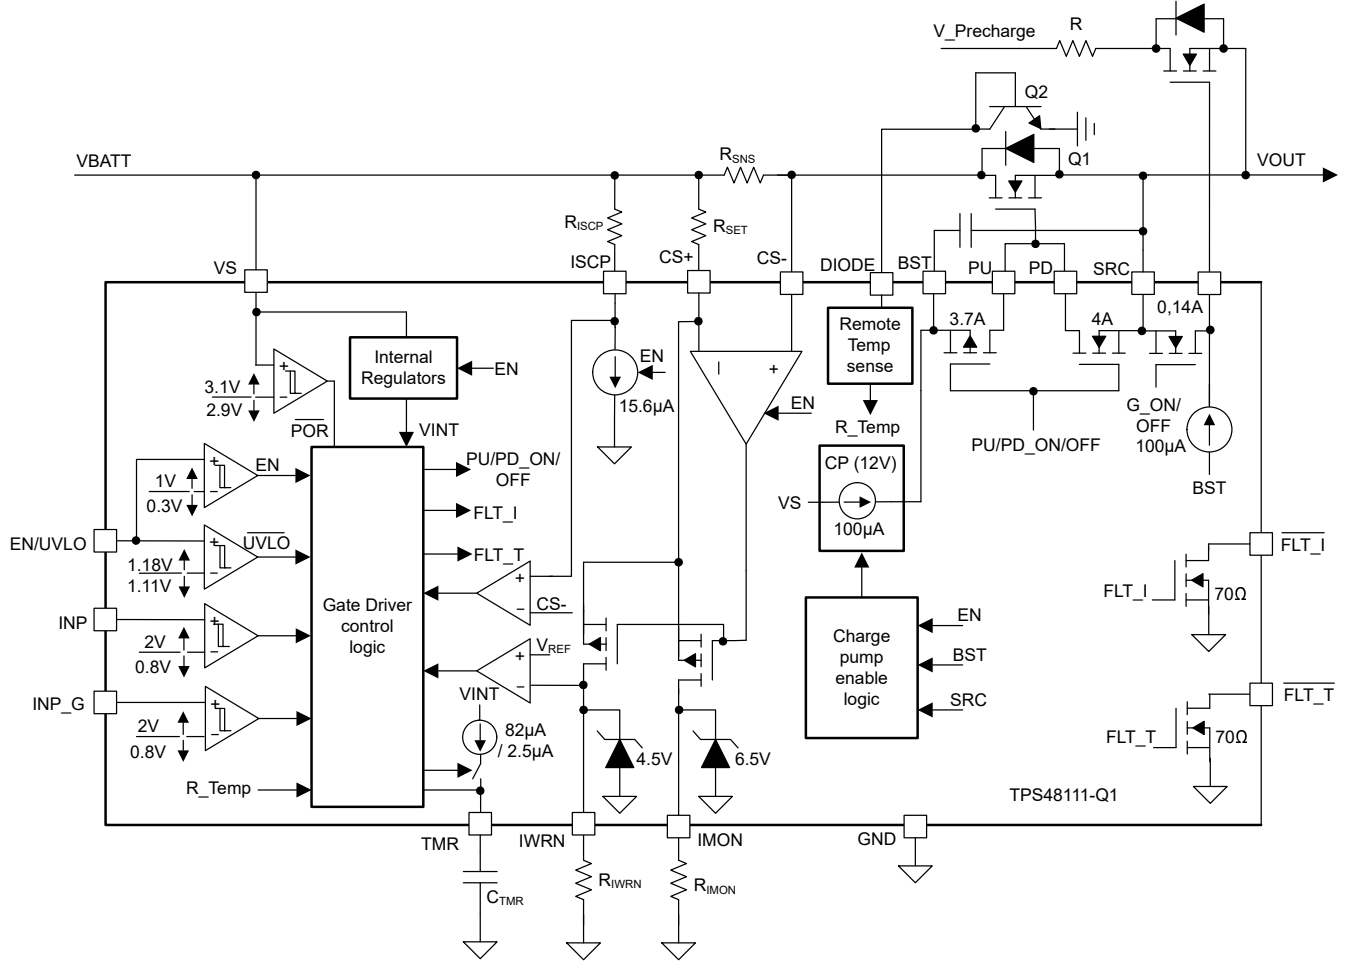 V_Precharge
R
Q2
VBATT
RSNS
Q1
VOUT
RISCP
RSET
VS
ISCP
CS+
CS-
DIODE
BST
PU
PD
SRC
0,14A
3.7A
4A
Internal
Regulators
EN
EN
15.6µA
I
+
EN
Remote
Temp
sense
R_Temp
PU/PD_ON/OFF
G_ON/
OFF
100µA
BST
3.1V
2.9V
+
−
POR
VINT
PU/PD_ON/
OFF
FLT_I
FLT_T
CP (12V)
VS
100µA
EN
1V
0.3V
+
−
EN/UVLO
UVLO
1.18V
1.11V
+
−
+
−
CS-
FLT_I
FLT_I
70Ω
INP
2V
0.8V
+
−
Gate Driver
control
logic
VREF
+
−
Charge
pump
enable
logic
EN
BST
SRC
INP_G
2V
0.8V
+
−
VINT
82µA
/ 2.5µA
4.5V
6.5V
FLT_T
FLT_T
70Ω
R_Temp
TPS48111-Q1
TMR
IWRN
IMON
GND
CTMR
RIWRN
RIMON